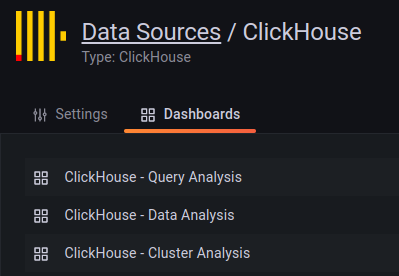 Data Sources / ClickHouse
Type: ClickHouse
Settings Dashboards
ClickHouse - Query Analysis
ClickHouse - Data Analysis
ClickHouse - Cluster Analysis